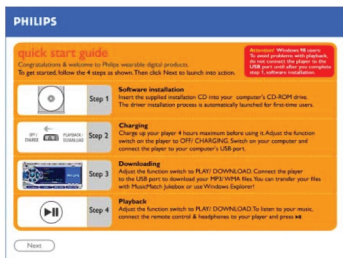 PHILIPS
quick start guide
Congratulations & welcome to Philips wearable digital products.
To get started, follow the 4 steps as shown. Then click Next to launch into action.
Attention: Windows 98 users:
To avoid problems with playback,
do not connect the player to the
USB port until after you complete
step 1, software installation.
Step 1
Software installation
Insert the supplied installation CD into your computer's CD-ROM drive.
The driver installation process is automatically launched for first-time users.
OFF/
CHARGE
PLAYBACK/
DOWNLOAD
Step 2
Charging
Charge up your player 4 hours maximum before using it. Adjust the function
switch on the player to OFF/ CHARGING. Switch on your computer and
connect the player to your computer's USB port.
Step 3
Downloading
Adjust the function switch to PLAY/ DOWNLOAD. Connect the player
to the USB port to download your MP3/ WMA files. You can transfer your files
with MusicMatch Jukebox or use Windows Explorer!
Step 4
Playback
Adjust the function switch to PLAY/ DOWNLOAD. To listen to your music,
connect the remote control & headphones to your player and press
Next